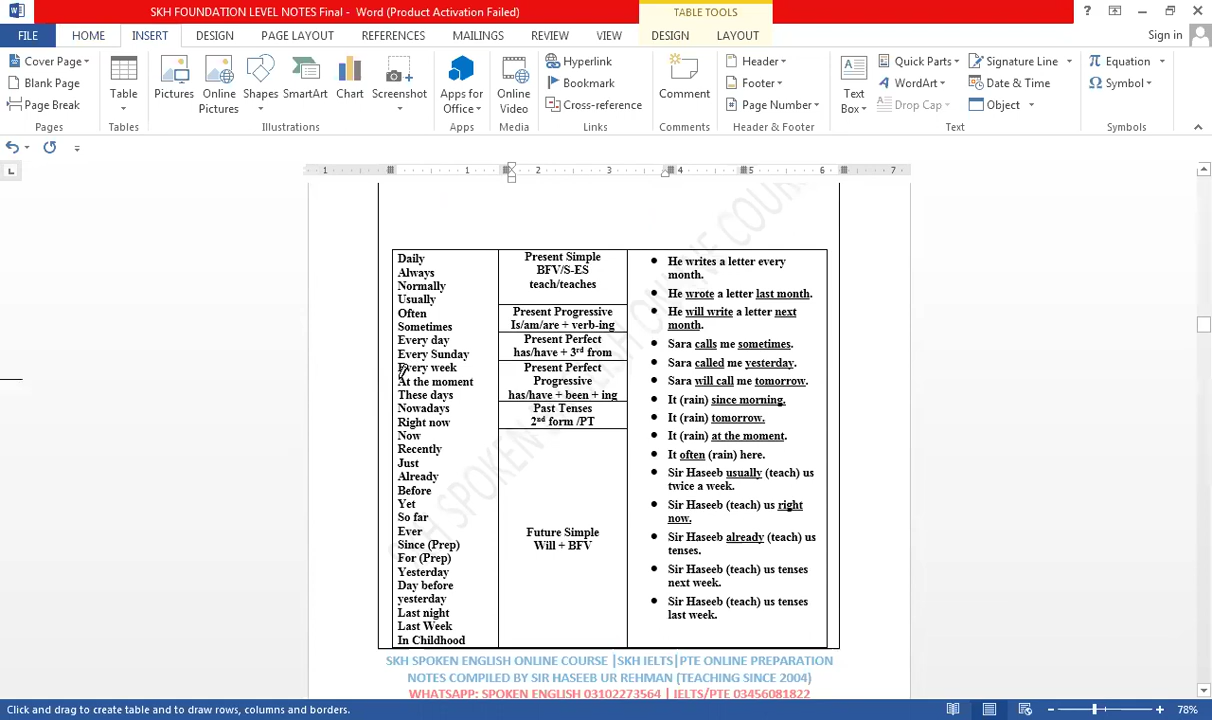 SKH FOUNDATION LEVEL NOTES Final - Word (Product Activation Failed)
TABLE TOOLS
FILE HOME INSERT DESIGN PAGE LAYOUT REFERENCES MAILINGS REVIEW VIEW DESIGN LAYOUT Sign in
Cover Page
Blank Page
Page Break
Pages
Table
Tables
Pictures
Online Pictures
Shapes
SmartArt
Chart
Screenshot
Illustrations
Apps for Office
Apps
Online Video
Media
Hyperlink
Bookmark
Cross-reference
Links
Comment
Comments
Header
Footer
Page Number
Header & Footer
Text Box
Quick Parts
WordArt
Drop Cap
Signature Line
Date & Time
Object
Text
Equation
Symbol
Symbols
1 1 2 3 4 5 6 7
Daily
Always
Normally
Usually
Often
Sometimes
Every day
Every Sunday
Every week
At the moment
These days
Nowadays
Right now
Now
Recently
Just
Already
Before
Yet
So far
Ever
Since (Prep)
For (Prep)
Yesterday
Day before
yesterday
Last night
Last Week
In Childhood
Present Simple
BFV/S-ES
teach/teaches
Present Progressive
Is/am/are + verb-ing
Present Perfect
has/have + 3rd from
Present Perfect
Progressive
has/have + been + ing
Past Tenses
2nd form /PT
Future Simple
Will + BFV
• He writes a letter every
month.
• He wrote a letter last month.
• He will write a letter next
month.
• Sara calls me sometimes.
• Sara called me yesterday.
• Sara will call me tomorrow.
• It (rain) since morning.
• It (rain) tomorrow.
• It (rain) at the moment.
• It often (rain) here.
• Sir Haseeb usually (teach) us
twice a week.
• Sir Haseeb (teach) us right
now.
• Sir Haseeb already (teach) us
tenses.
• Sir Haseeb (teach) us tenses
next week.
• Sir Haseeb (teach) us tenses
last week.
SKH SPOKEN ENGLISH ONLINE COURSE
SKH SPOKEN ENGLISH ONLINE COURSE |SKH IELTS|PTE ONLINE PREPARATION
NOTES COMPILED BY SIR HASEEB UR REHMAN (TEACHING SINCE 2004)
WHATSAPP: SPOKEN ENGLISH 03102273564 | IELTS/PTE 03456081822
Click and drag to create table and to draw rows, columns and borders.
78%